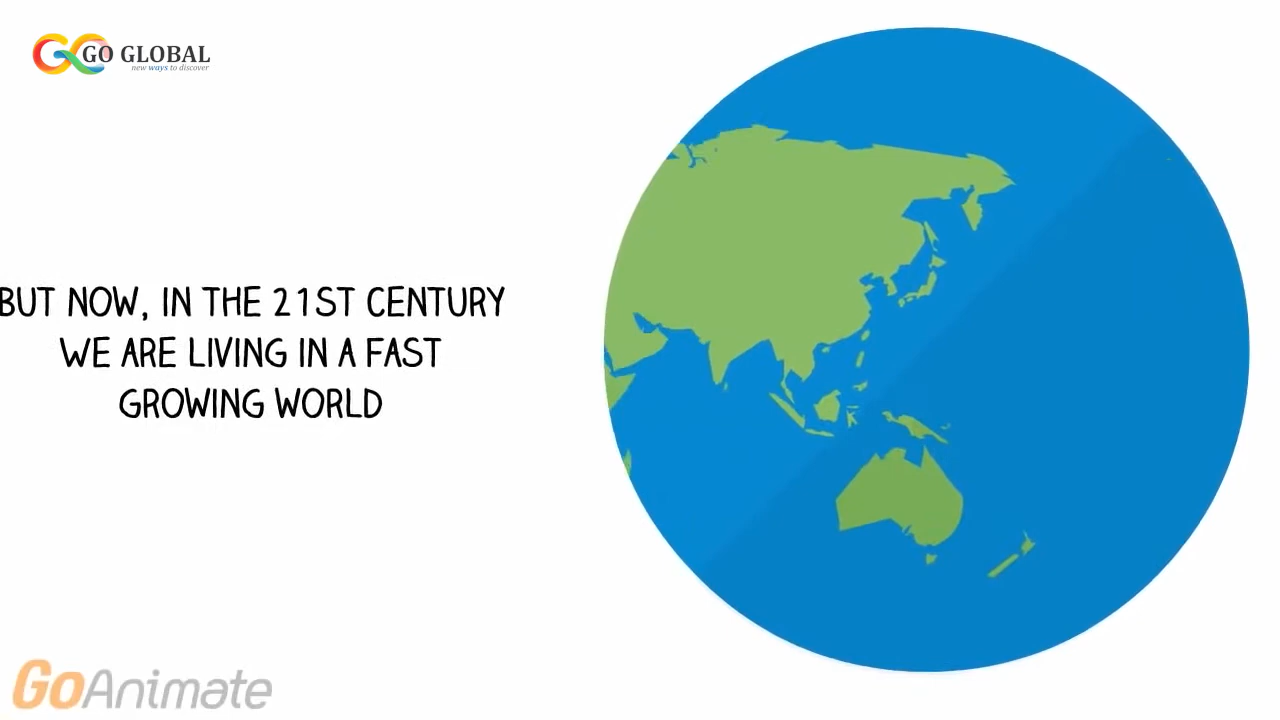 GO GLOBAL
new ways to discover
BUT NOW, IN THE 21ST CENTURY
WE ARE LIVING IN A FAST
GROWING WORLD
GoAnimate